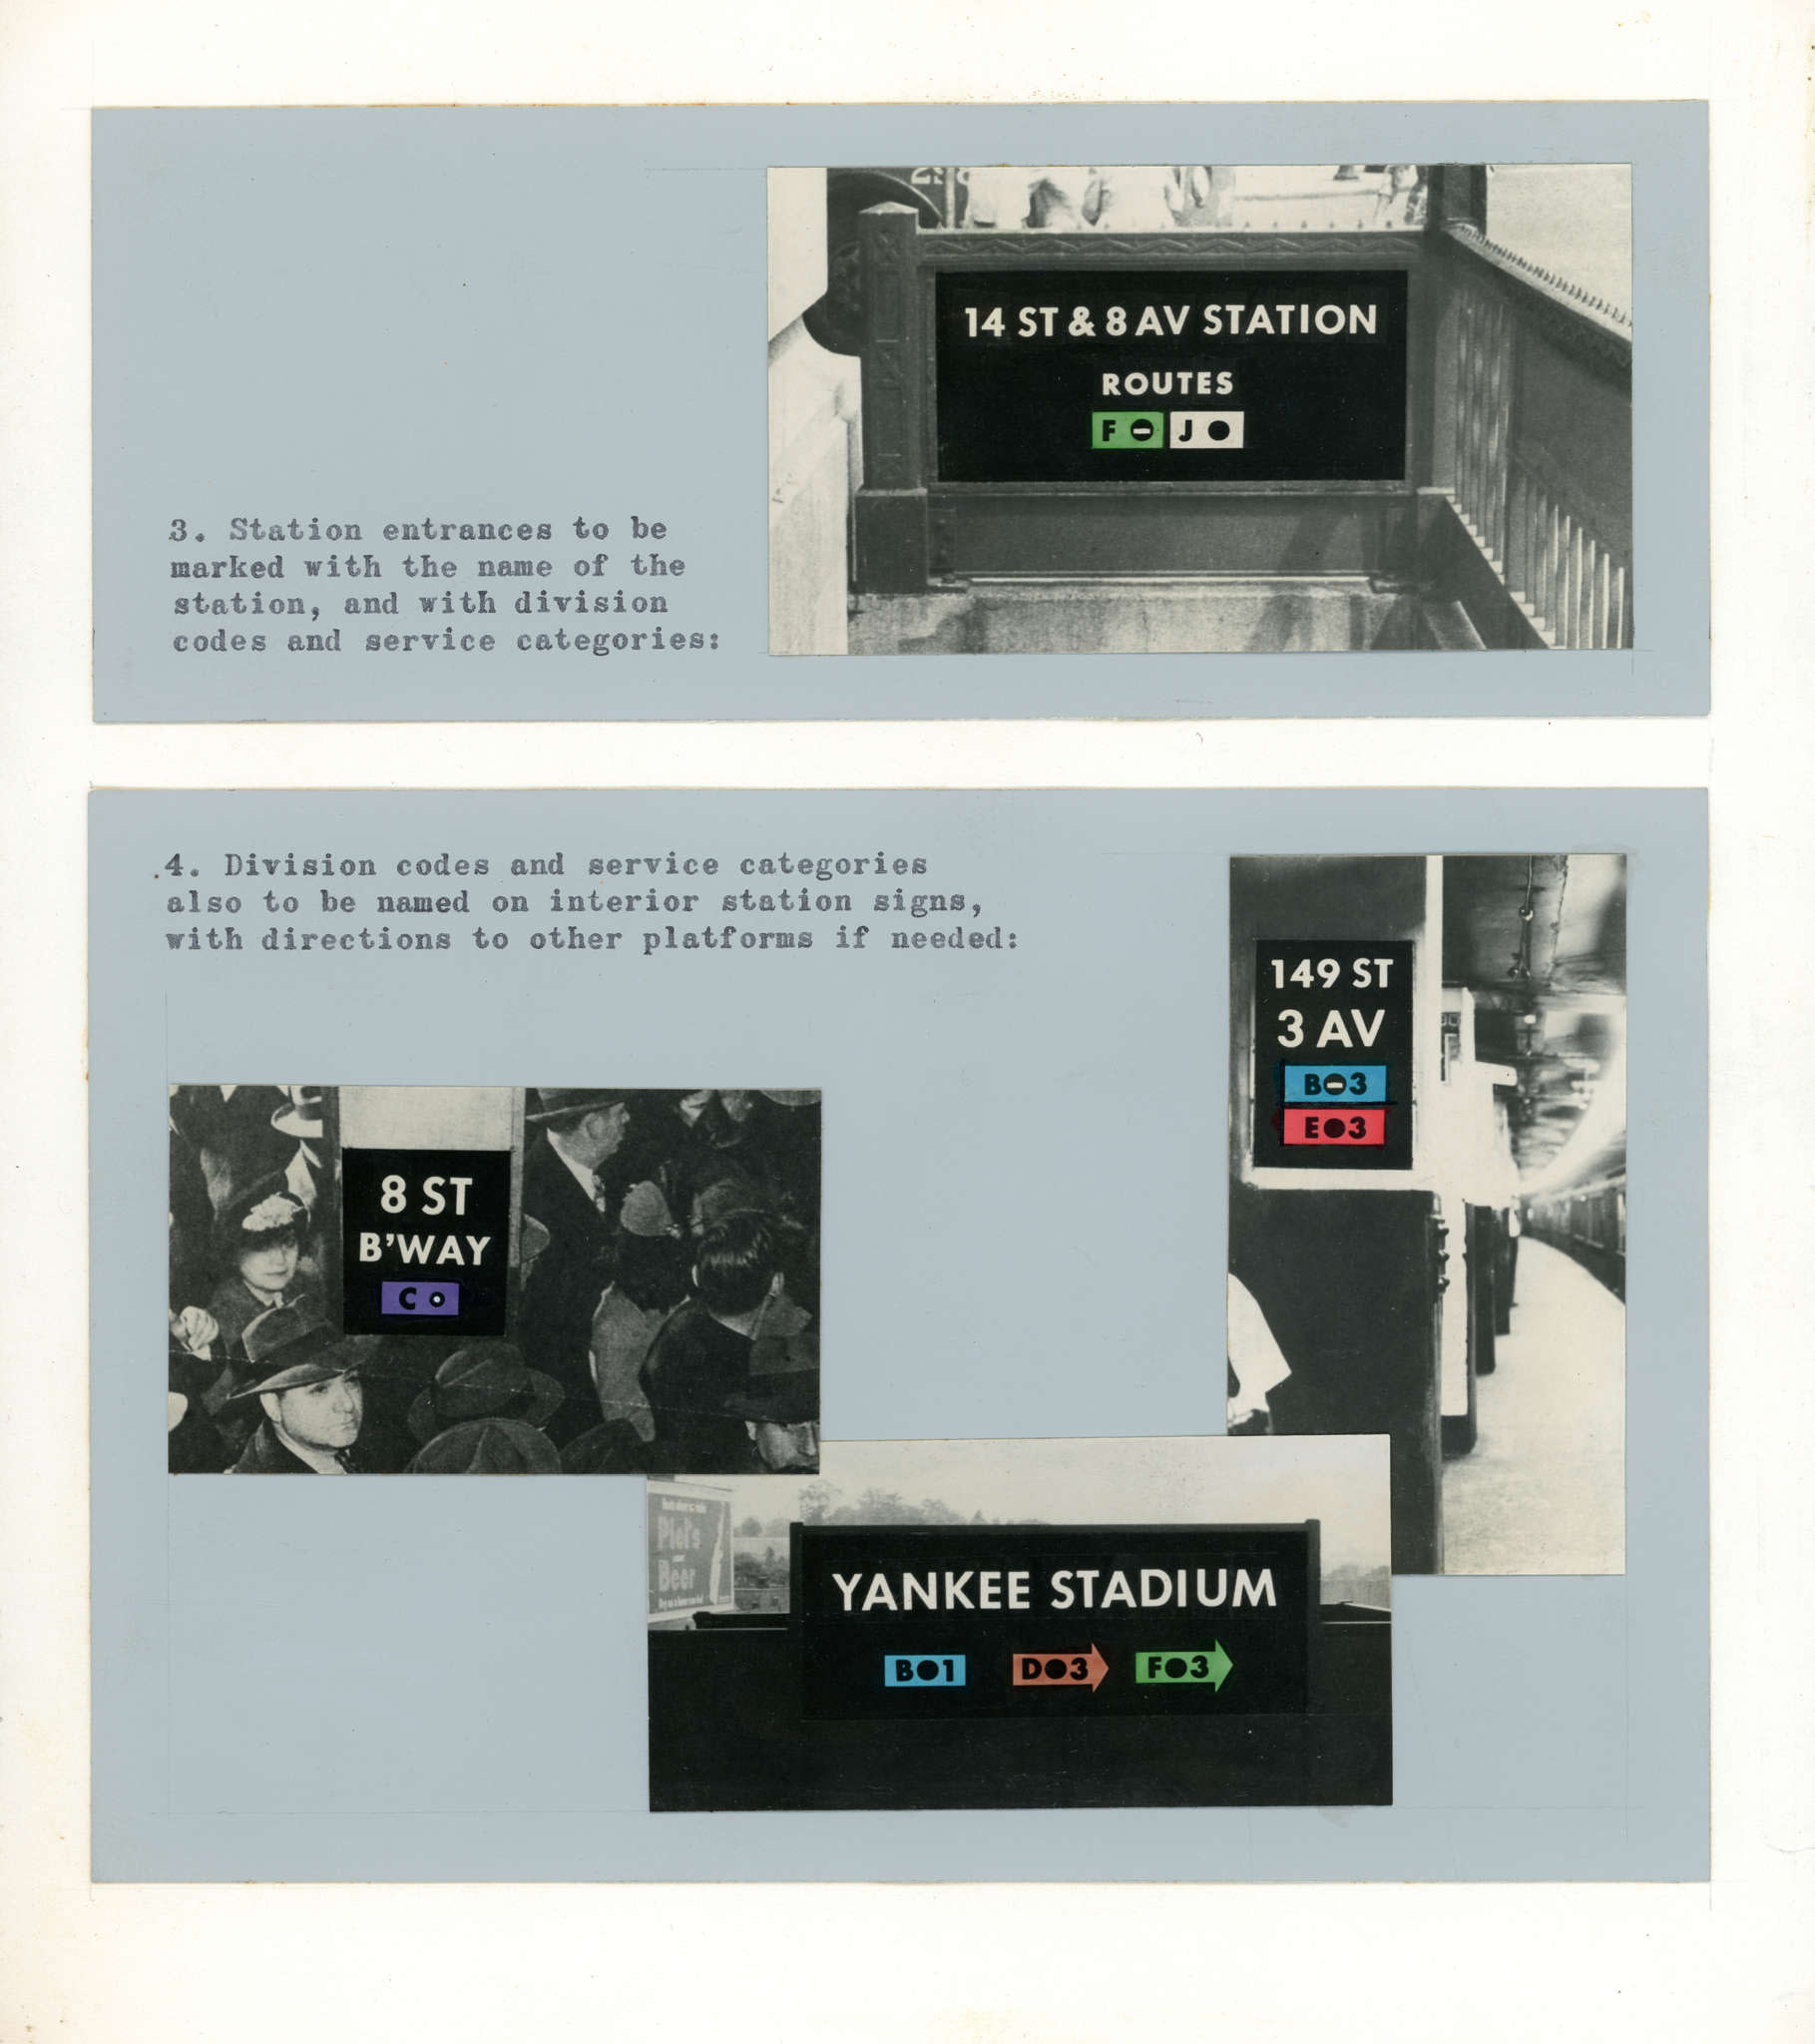 14 ST & 8 AV STATION
ROUTES
F J
3. Station entrances to be
marked with the name of the
station, and with division
codes and service categories:
4. Division codes and service categories
also to be named on interior station signs,
with directions to other platforms if needed:
149 ST
3 AV
B 3
E 3
8 ST
B'WAY
C
Piel's
Beer
YANKEE STADIUM
B 1 D 3 F 3